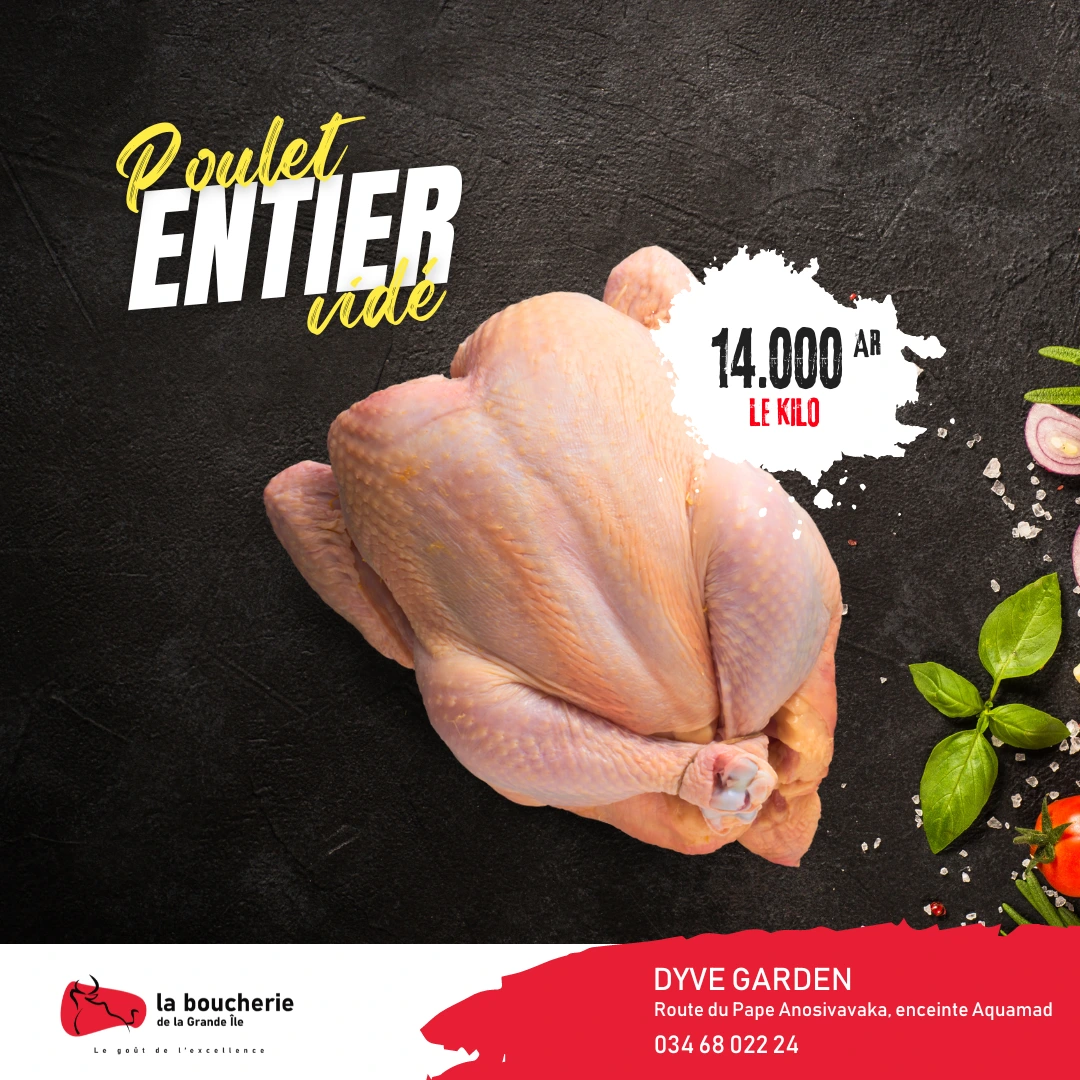 Poulet
ENTIER
vidé
14.000 AR
LE KILO
la boucherie
de la Grande Île
Le goût de l'excellence
DYVE GARDEN
Route du Pape Anosivavaka, enceinte Aquamad
034 68 022 24